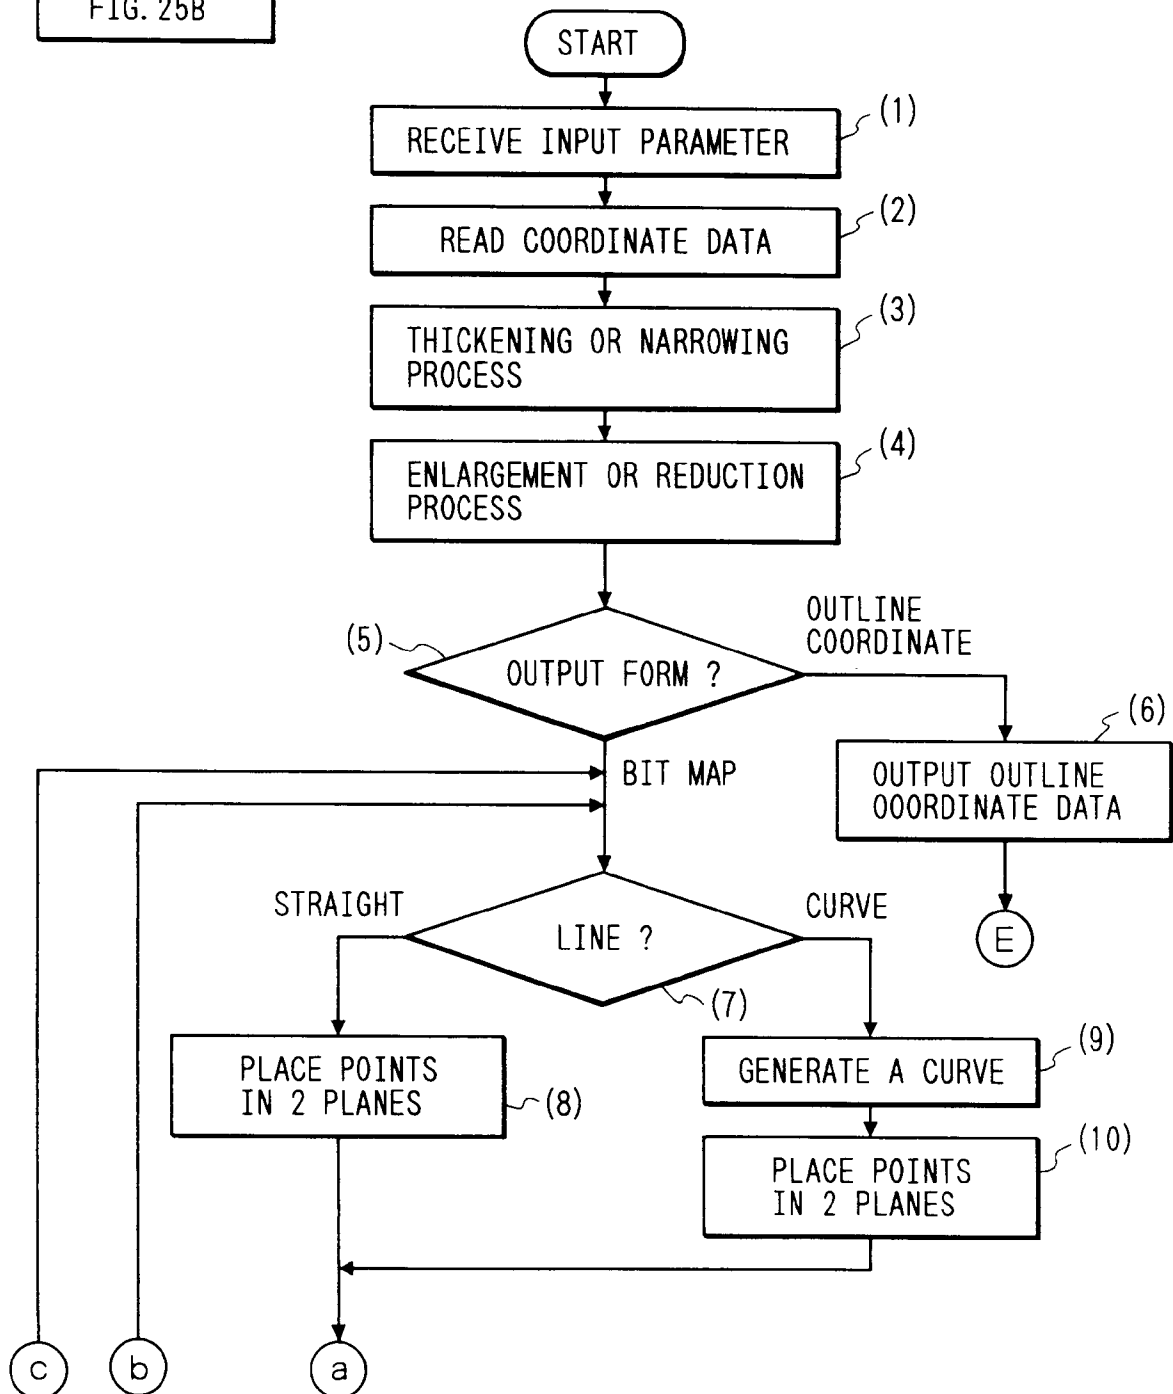 FIG. 25B
START
(1)
RECEIVE INPUT PARAMETER
(2)
READ COORDINATE DATA
(3)
THICKENING OR NARROWING
PROCESS
(4)
ENLARGEMENT OR REDUCTION
PROCESS
(5)
OUTPUT FORM ?
OUTLINE
COORDINATE
(6)
OUTPUT OUTLINE
OOORDINATE DATA
BIT MAP
E
STRAIGHT
LINE ?
CURVE
(7)
PLACE POINTS
IN 2 PLANES
(8)
(9)
GENERATE A CURVE
(10)
PLACE POINTS
IN 2 PLANES
c
b
a